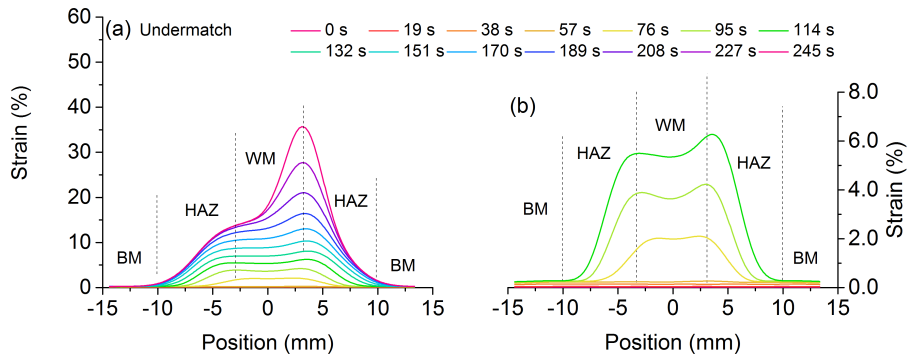 (a) Undermatch
0 s 19 s 38 s 57 s 76 s 95 s 114 s
132 s 151 s 170 s 189 s 208 s 227 s 245 s
60
50
40
30
20
10
0
Strain (%)
BM HAZ WM HAZ BM
-15 -10 -5 0 5 10 15
Position (mm)
(b)
8.0
6.0
4.0
2.0
0.0
Strain (%)
BM HAZ WM HAZ BM
-15 -10 -5 0 5 10 15
Position (mm)